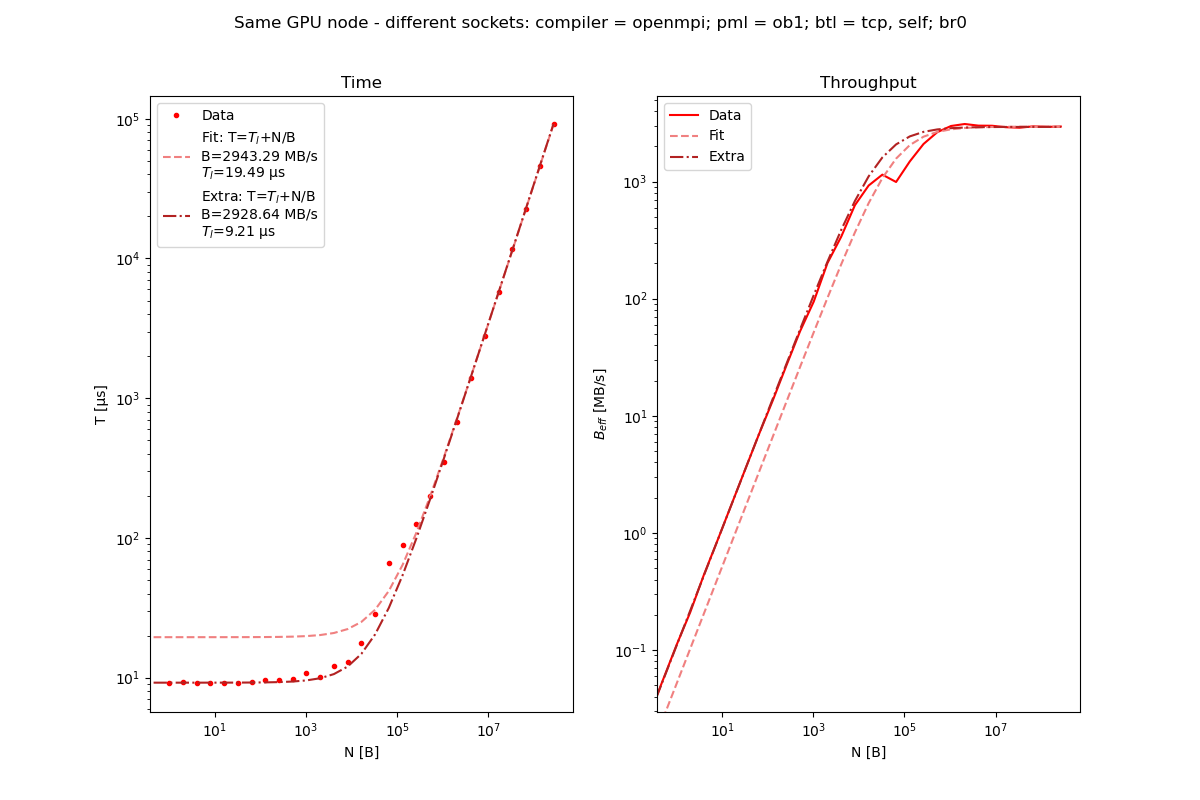 Same GPU node - different sockets: compiler = openmpi; pml = ob1; btl = tcp, self; br0
Time
Data
Fit: T=T_l+N/B
B=2943.29 MB/s
T_l=19.49 μs
Extra: T=T_l+N/B
B=2928.64 MB/s
T_l=9.21 μs
T [μs]
10^5
10^4
10^3
10^2
10^1
10^1 10^3 10^5 10^7
N [B]
Throughput
Data
Fit
Extra
B_eff [MB/s]
10^3
10^2
10^1
10^0
10^−1
10^1 10^3 10^5 10^7
N [B]